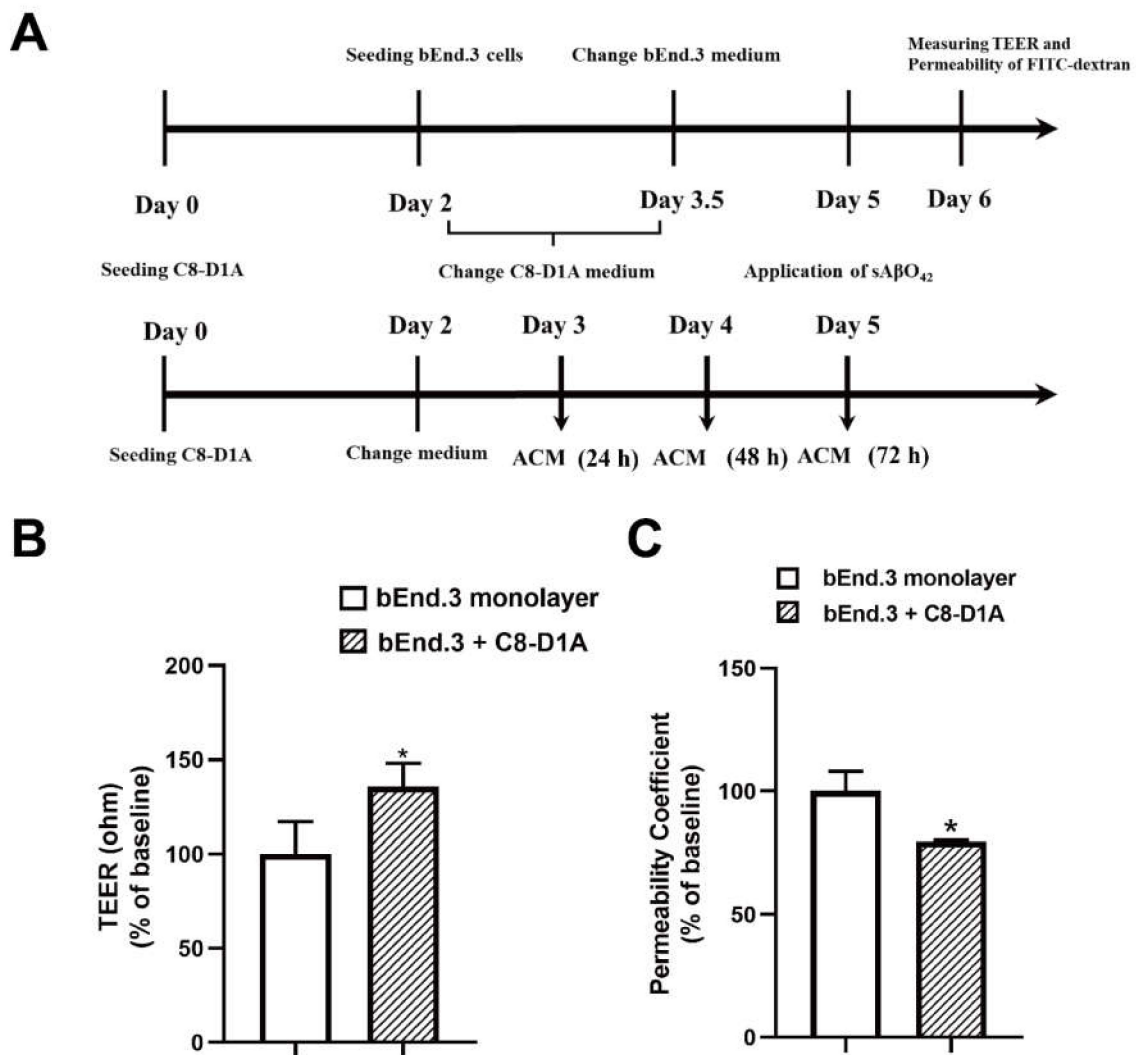 A
Seeding bEnd.3 cells
Change bEnd.3 medium
Measuring TEER and
Permeability of FITC-dextran
Day 0
Day 2
Day 3.5
Day 5
Day 6
Seeding C8-D1A
Change C8-D1A medium
Application of sAβO₄₂
Day 0
Day 2
Day 3
Day 4
Day 5
Seeding C8-D1A
Change medium
ACM (24 h)
ACM (48 h)
ACM (72 h)
B
bEnd.3 monolayer
bEnd.3 + C8-D1A
TEER (ohm)
(% of baseline)
200
150
100
50
0
*
C
bEnd.3 monolayer
bEnd.3 + C8-D1A
Permeability Coefficient
(% of baseline)
150
100
50
0
*